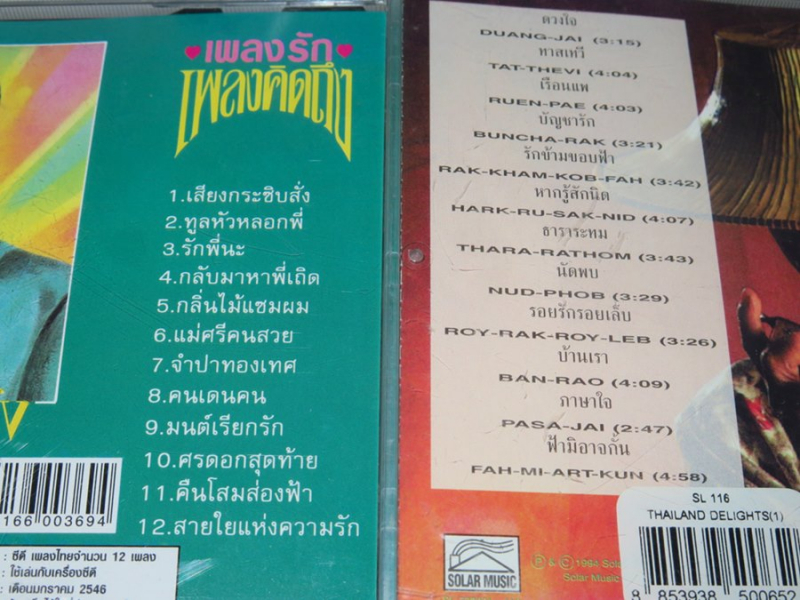 เพลงรัก
เพลงคิดถึง
1.เสียงกระซิบสั่ง
2.ทูลหัวหลอกพี่
3.รักพี่นะ
4.กลับมาหาพี่เถิด
5.กลิ่นไม้แซมผม
6.แม่ศรีคนสวย
7.จำปาทองเทศ
8.คนเดนคน
9.มนต์เรียกรัก
10.ศรดอกสุดท้าย
11.คืนโสมส่องฟ้า
12.สายใยแห่งความรัก
166 003694
: ซีดี เพลงไทยจำนวน 12 เพลง
: ใช้เล่นกับเครื่องซีดี
: เดือนมกราคม 2546
ดวงใจ
DUANG-JAI (3:15)
ทาสเทวี
TAT-THEVI (4:04)
เรือนแพ
RUEN-PAE (4:03)
บัญชารัก
BUNCHA-RAK (3:21)
รักข้ามขอบฟ้า
RAK-KHAM-KOB-FAH (3:42)
หากรู้สักนิด
HARK-RU-SAK-NID (4:07)
ธาราระทม
THARA-RATHOM (3:43)
นัดพบ
NUD-PHOB (3:29)
รอยรักรอยเล็บ
ROY-RAK-ROY-LEB (3:26)
บ้านเรา
BAN-RAO (4:09)
ภาษาใจ
PASA-JAI (2:47)
ฟ้ามิอาจกั้น
FAH-MI-ART-KUN (4:58)
SOLAR MUSIC
Ⓟ & © 1994 Sola
Solar Music
SL 116
THAILAND DELIGHTS(1)
8 853938 500652